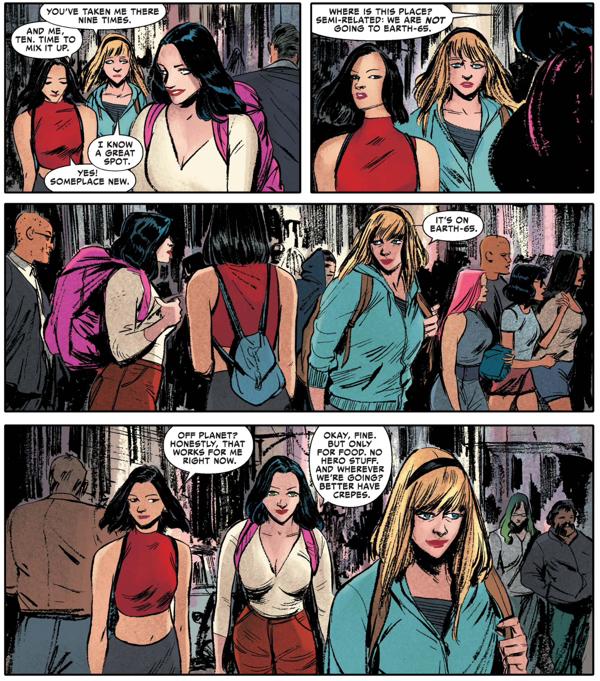 YOU'VE TAKEN ME THERE
NINE TIMES.
AND ME,
TEN. TIME TO
MIX IT UP.
I KNOW
A GREAT
SPOT.
YES!
SOMEPLACE NEW.
WHERE IS THIS PLACE?
SEMI-RELATED: WE ARE NOT
GOING TO EARTH-65.
IT'S ON
EARTH-65.
OFF PLANET?
HONESTLY, THAT
WORKS FOR ME
RIGHT NOW.
OKAY, FINE.
BUT ONLY
FOR FOOD. NO
HERO STUFF.
AND WHEREVER
WE'RE GOING?
BETTER HAVE
CREPES.